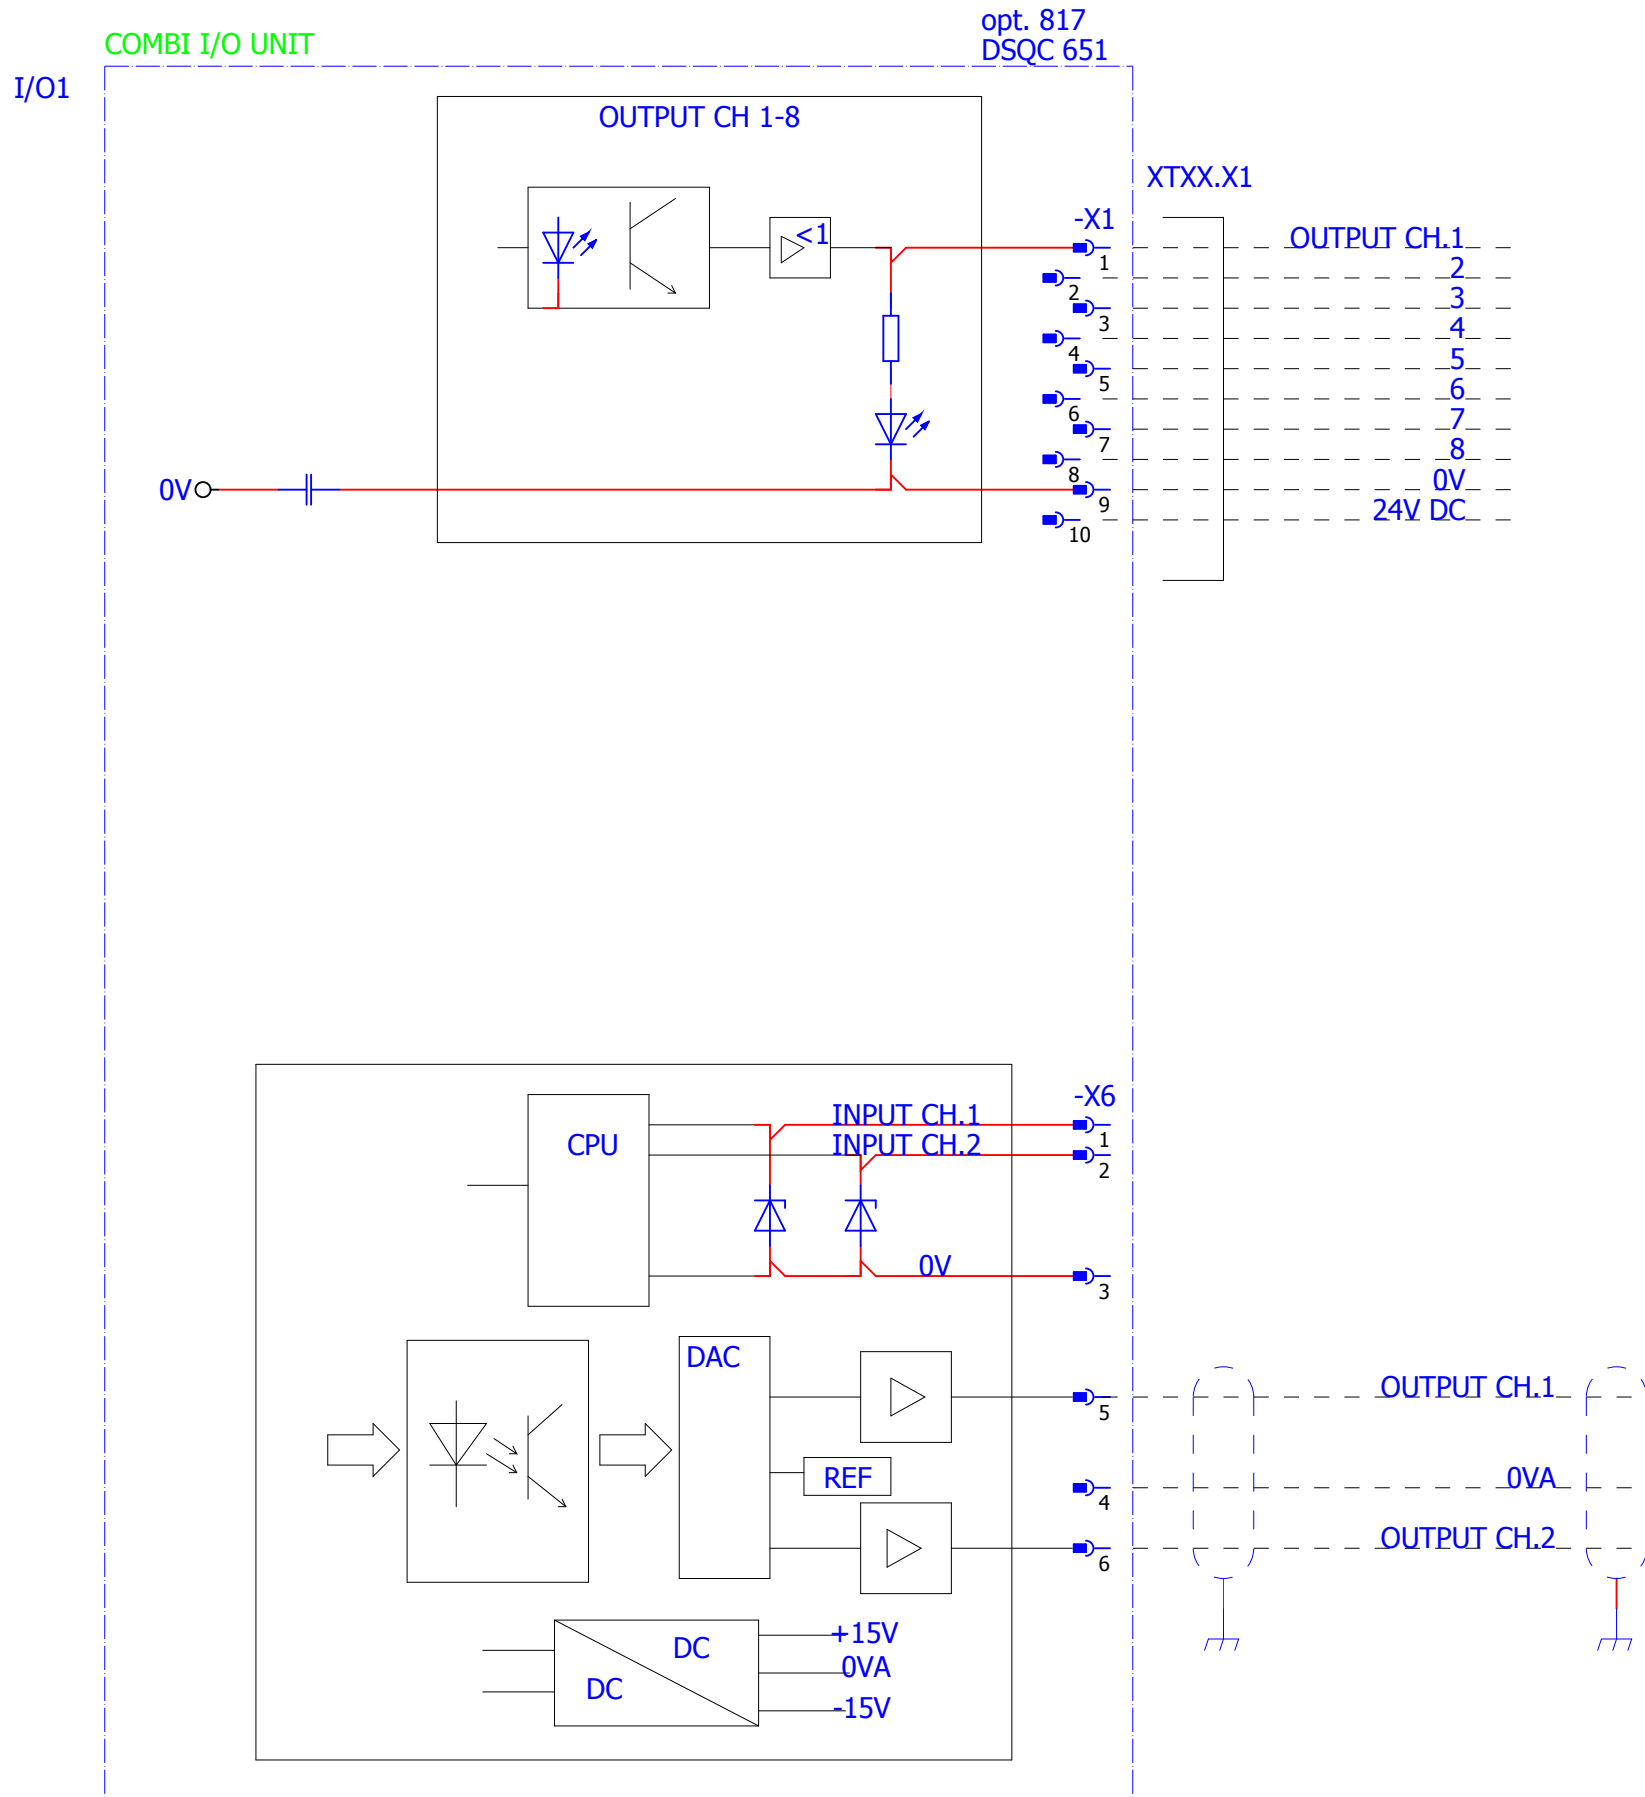 opt. 817
COMBI I/O UNIT
DSQC 651
I/O1
OUTPUT CH 1-8
XTXX.X1
-X1
<1
OUTPUT CH.1
1
2
2
3
3
4
4
5
5
6
6
7
7
8
8
0V
0V
9
24V DC
10
-X6
INPUT CH.1
1
CPU
INPUT CH.2
2
0V
3
DAC
OUTPUT CH.1
5
REF
0VA
4
OUTPUT CH.2
6
+15V
DC
0VA
DC
-15V